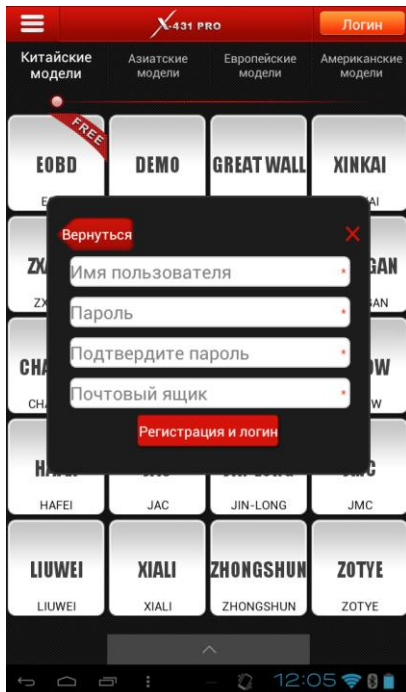 X-431 PRO
Логин
Китайские модели
Азиатские модели
Европейские модели
Американские модели
FREE
EOBD
DEMO
GREAT WALL
XINKAI
Вернуться
Имя пользователя *
Пароль *
Подтвердите пароль *
Почтовый ящик *
Регистрация и логин
HAFEI
JAC
JIN-LONG
JMC
LIUWEI
XIALI
ZHONGSHUN
ZOTYE
LIUWEI
XIALI
ZHONGSHUN
ZOTYE
12:05